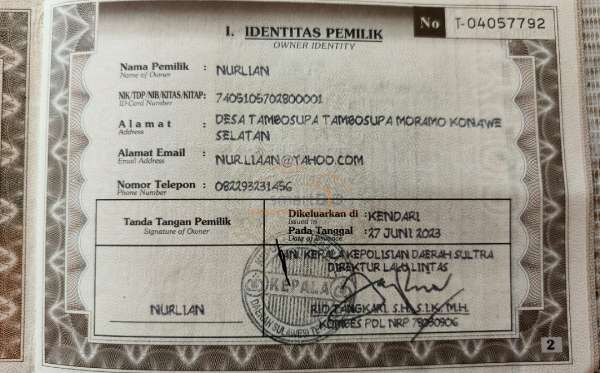 I. IDENTITAS PEMILIK
OWNER IDENTITY
No T-04057792
Nama Pemilik : NURLIAN
Name of Owner
NIK/TDP/NIB/KITAS/KITAP: 7405105702800001
ID Card Number
Alamat : DESA TAMBOSUPA TAMBOSUPA MORAMO KONAWE
Address
SELATAN
Alamat Email : NURLIAAN@YAHOO.COM
Email Address
Nomor Telepon : 082293231456
Phone Number
Tanda Tangan Pemilik
Signature of Owner
Dikeluarkan di : KENDARI
Issued in
Pada Tanggal : 27 JUNI 2023
Date of Issuance
KEPALA KEPOLISIAN DAERAH SULTRA
DIREKTUR LALU LINTAS
KEPALA
NURLIAN
TANGKARI, S.H., S.I.K., M.H.
KOMBES POL NRP
2